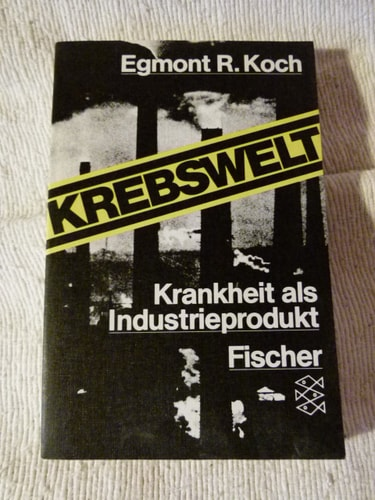 Egmont R. Koch
KREBSWELT
Krankheit als
Industrieprodukt
Fischer